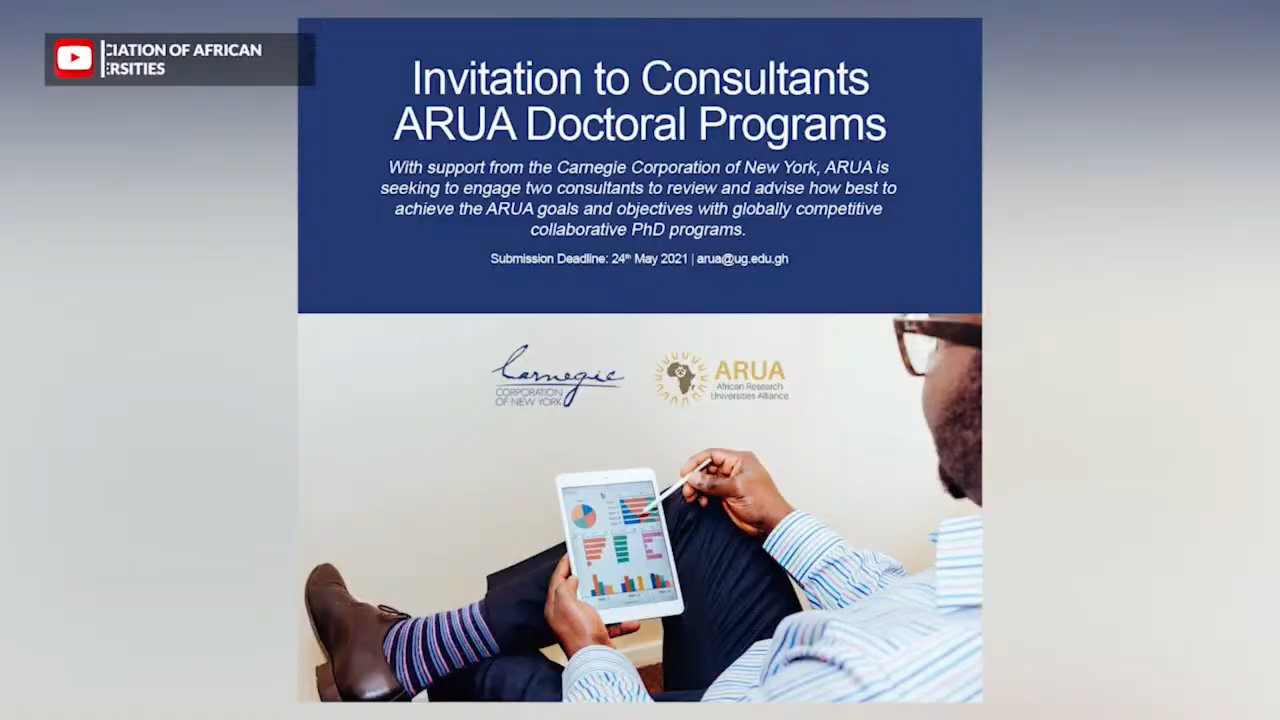 CIATION OF AFRICAN
ERSITIES
Invitation to Consultants
ARUA Doctoral Programs
With support from the Carnegie Corporation of New York, ARUA is
seeking to engage two consultants to review and advise how best to
achieve the ARUA goals and objectives with globally competitive
collaborative PhD programs.
Submission Deadline: 24th May 2021 | arua@ug.edu.gh
Carnegie
CORPORATION
OF NEW YORK
ARUA
African Research
Universities Alliance